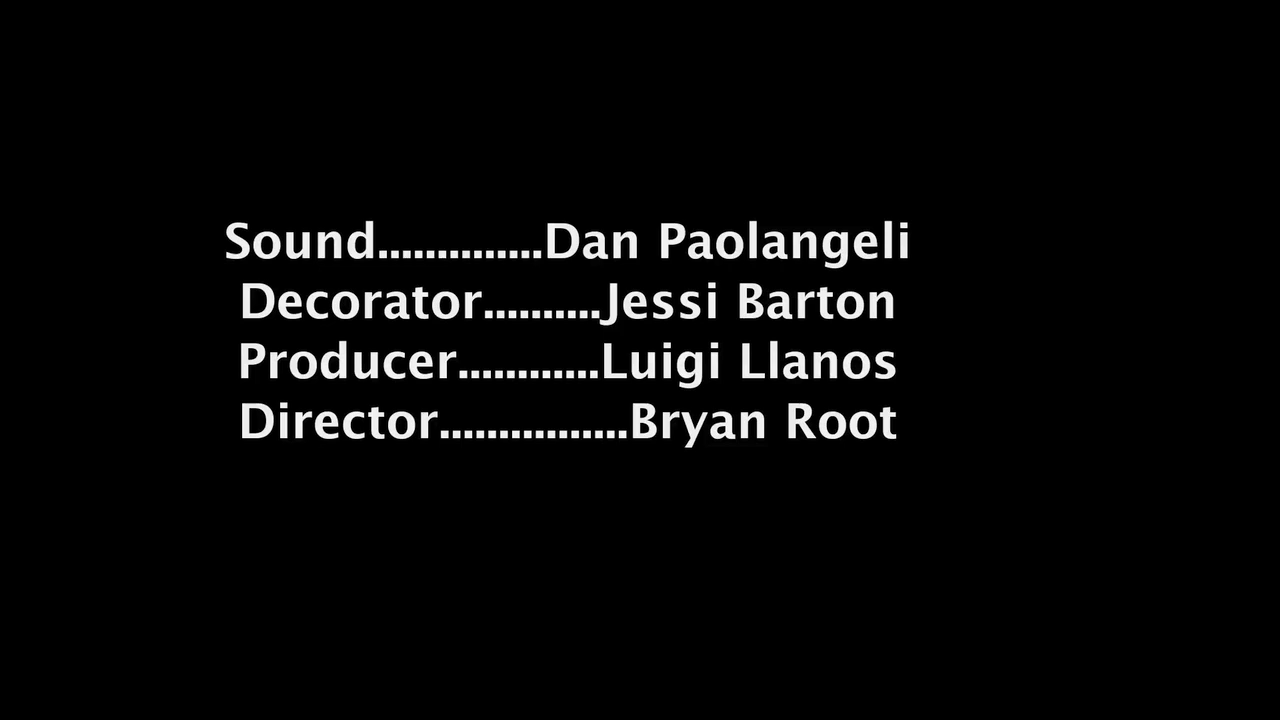 Sound..............Dan Paolangeli
Decorator..........Jessi Barton
Producer............Luigi Llanos
Director................Bryan Root